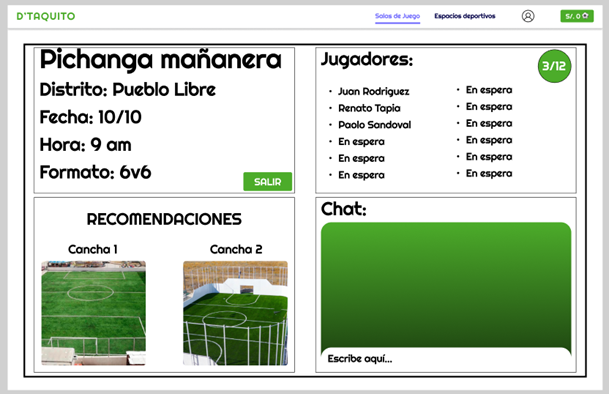 D'TAQUITO
Salas de Juego
Espacios deportivos
S/. 0
Pichanga mañanera
Distrito: Pueblo Libre
Fecha: 10/10
Hora: 9 am
Formato: 6v6
SALIR
Jugadores:
3/12
• Juan Rodriguez
• Renato Tapia
• Paolo Sandoval
• En espera
• En espera
• En espera
• En espera
• En espera
• En espera
• En espera
• En espera
• En espera
RECOMENDACIONES
Cancha 1
Cancha 2
Chat:
Escribe aquí...